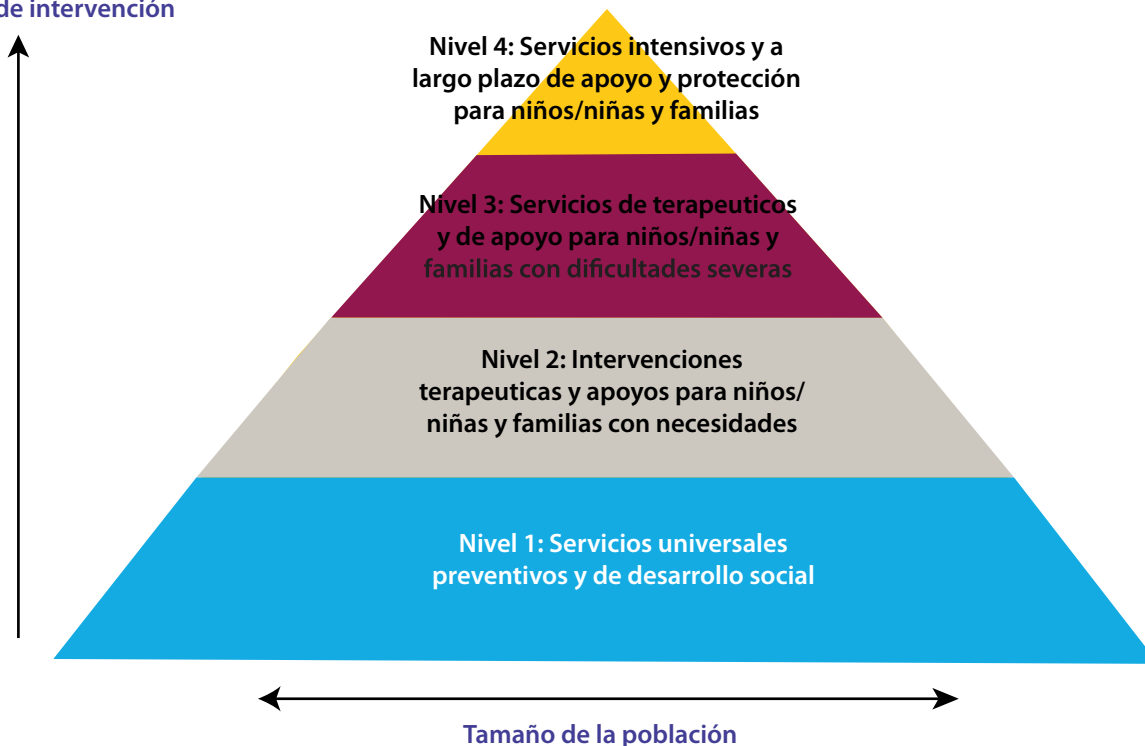 de intervención
Nivel 4: Servicios intensivos y a
largo plazo de apoyo y protección
para niños/niñas y familias
Nivel 3: Servicios de terapeuticos
y de apoyo para niños/niñas y
familias con dificultades severas
Nivel 2: Intervenciones
terapeuticas y apoyos para niños/
niñas y familias con necesidades
Nivel 1: Servicios universales
preventivos y de desarrollo social
Tamaño de la población